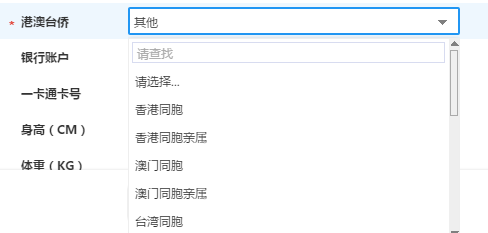 * 港澳台侨
其他
请查找
银行账户
请选择...
一卡通卡号
香港同胞
身高（CM）
香港同胞亲属
体重（KG）
澳门同胞
澳门同胞亲属
台湾同胞